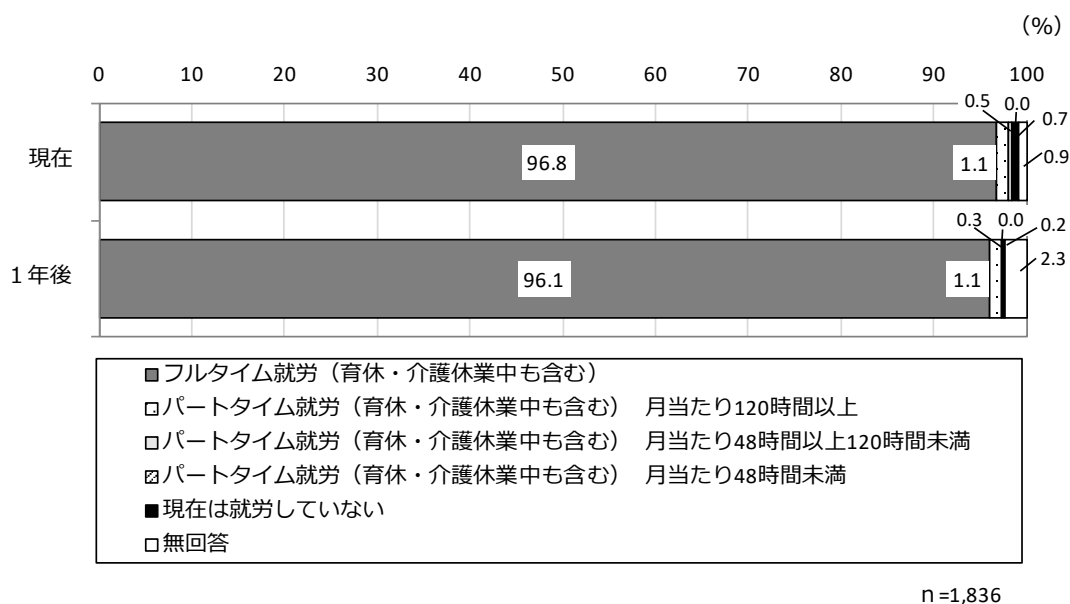 （%）
0 10 20 30 40 50 60 70 80 90 100
0.5 0.0 0.7
現在 96.8 1.1 0.9
0.3 0.0 0.2
１年後 96.1 1.1 2.3
フルタイム就労（育休・介護休業中も含む）
パートタイム就労（育休・介護休業中も含む） 月当たり120時間以上
パートタイム就労（育休・介護休業中も含む） 月当たり48時間以上120時間未満
パートタイム就労（育休・介護休業中も含む） 月当たり48時間未満
現在は就労していない
無回答
n =1,836